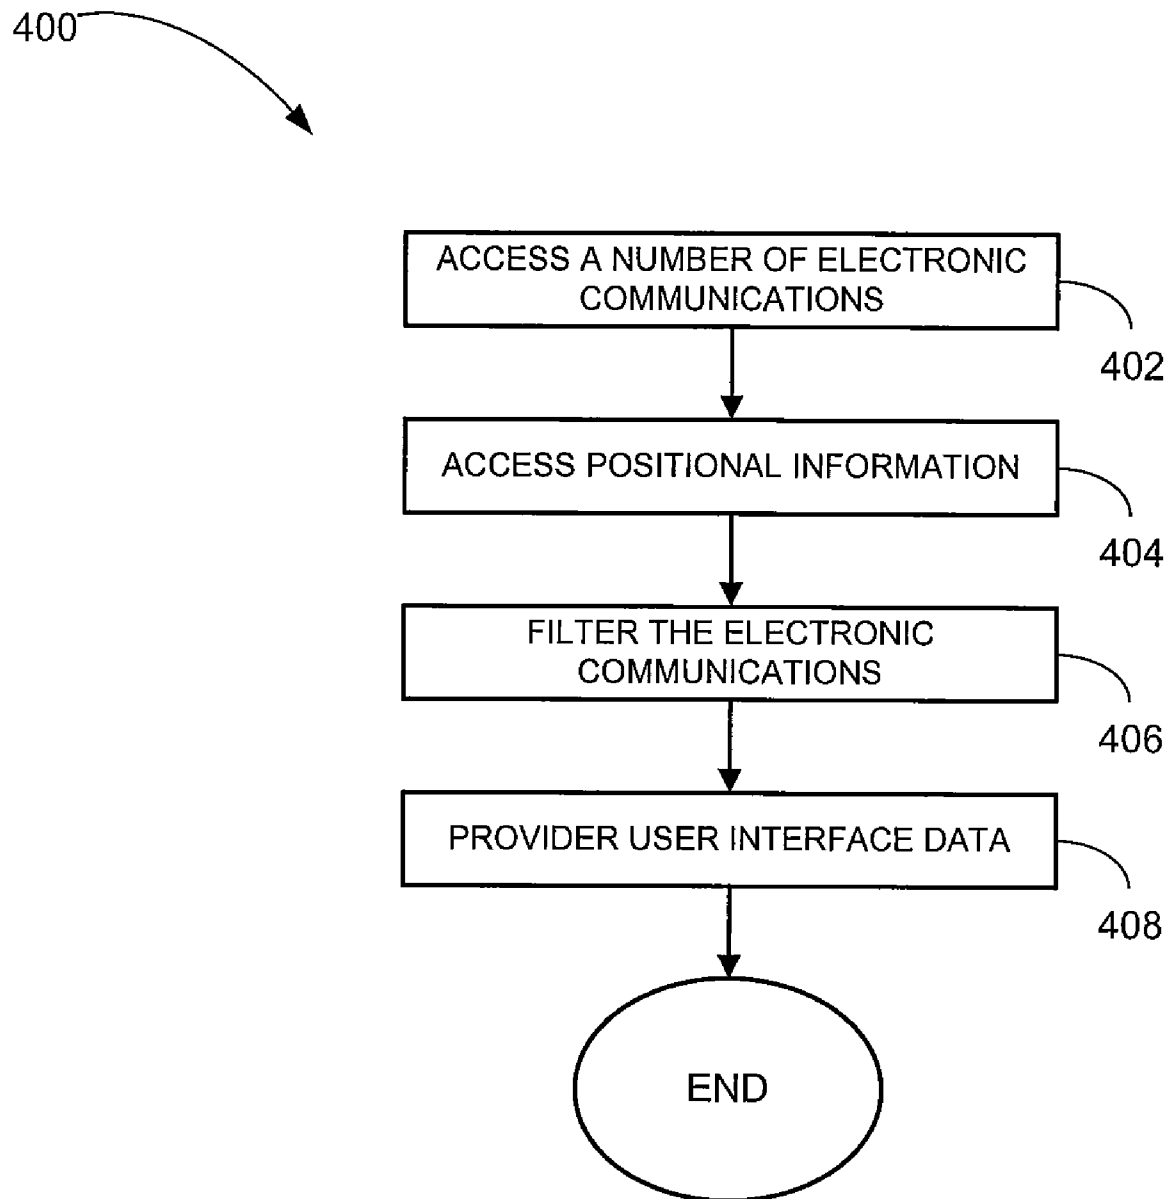 400
ACCESS A NUMBER OF ELECTRONIC
COMMUNICATIONS
402
ACCESS POSITIONAL INFORMATION
404
FILTER THE ELECTRONIC
COMMUNICATIONS
406
PROVIDER USER INTERFACE DATA
408
END